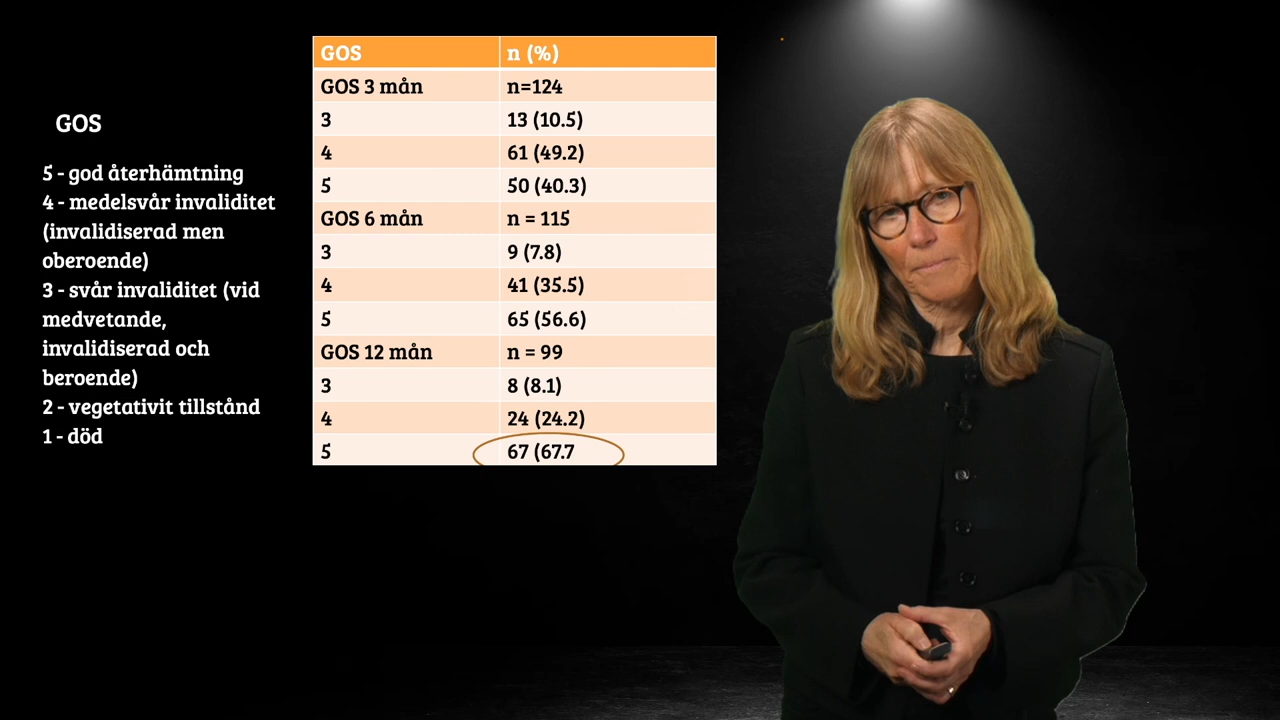 GOS
5 - god återhämtning
4 - medelsvår invaliditet
(invalidiserad men
oberoende)
3 - svår invaliditet (vid
medvetande,
invalidiserad och
beroende)
2 - vegetativit tillstånd
1 - död
GOS n (%)
GOS 3 mån n=124
3 13 (10.5)
4 61 (49.2)
5 50 (40.3)
GOS 6 mån n = 115
3 9 (7.8)
4 41 (35.5)
5 65 (56.6)
GOS 12 mån n = 99
3 8 (8.1)
4 24 (24.2)
5 67 (67.7